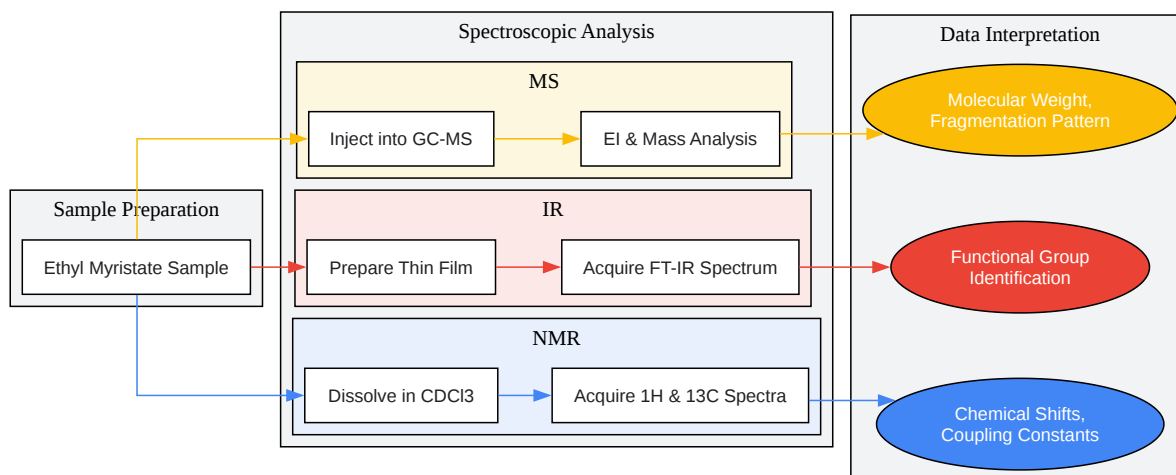 Spectroscopic Analysis
Data Interpretation
MS
Molecular Weight,
Fragmentation Pattern
Inject into GC-MS
EI & Mass Analysis
Sample Preparation
IR
Ethyl Myristate Sample
Prepare Thin Film
Acquire FT-IR Spectrum
Functional Group
Identification
NMR
Dissolve in CDCl3
Acquire 1H & 13C Spectra
Chemical Shifts,
Coupling Constants